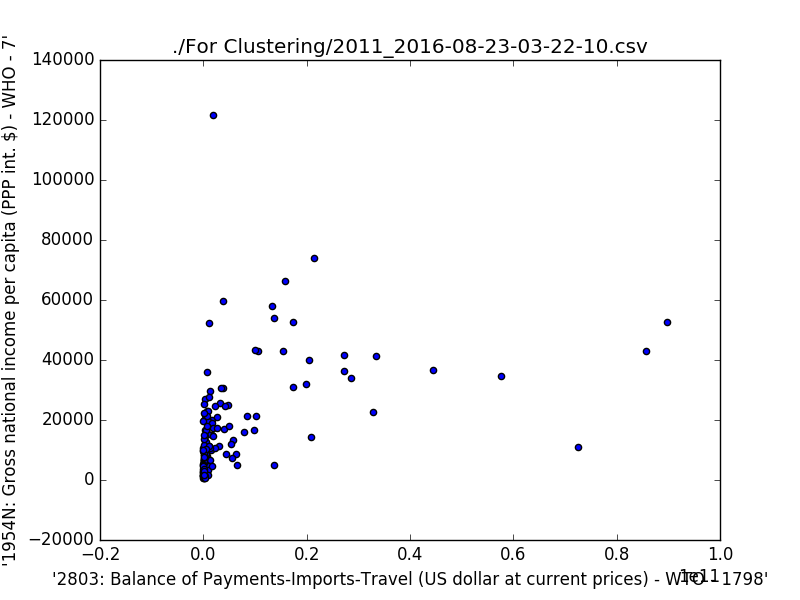 ./For Clustering/2011_2016-08-23-03-22-10.csv
140000
120000
100000
80000
60000
40000
20000
0
−20000
−0.2 0.0 0.2 0.4 0.6 0.8 1.0
1e11
'1954N: Gross national income per capita (PPP int. $) - WHO - 7'
'2803: Balance of Payments-Imports-Travel (US dollar at current prices) - WTO - 1798'